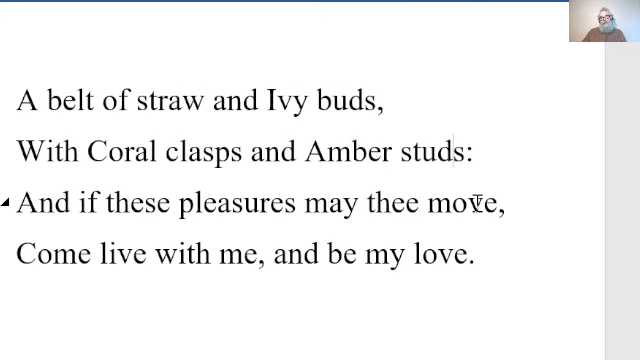 A belt of straw and Ivy buds,
With Coral clasps and Amber studs:
And if these pleasures may thee move,
Come live with me, and be my love.